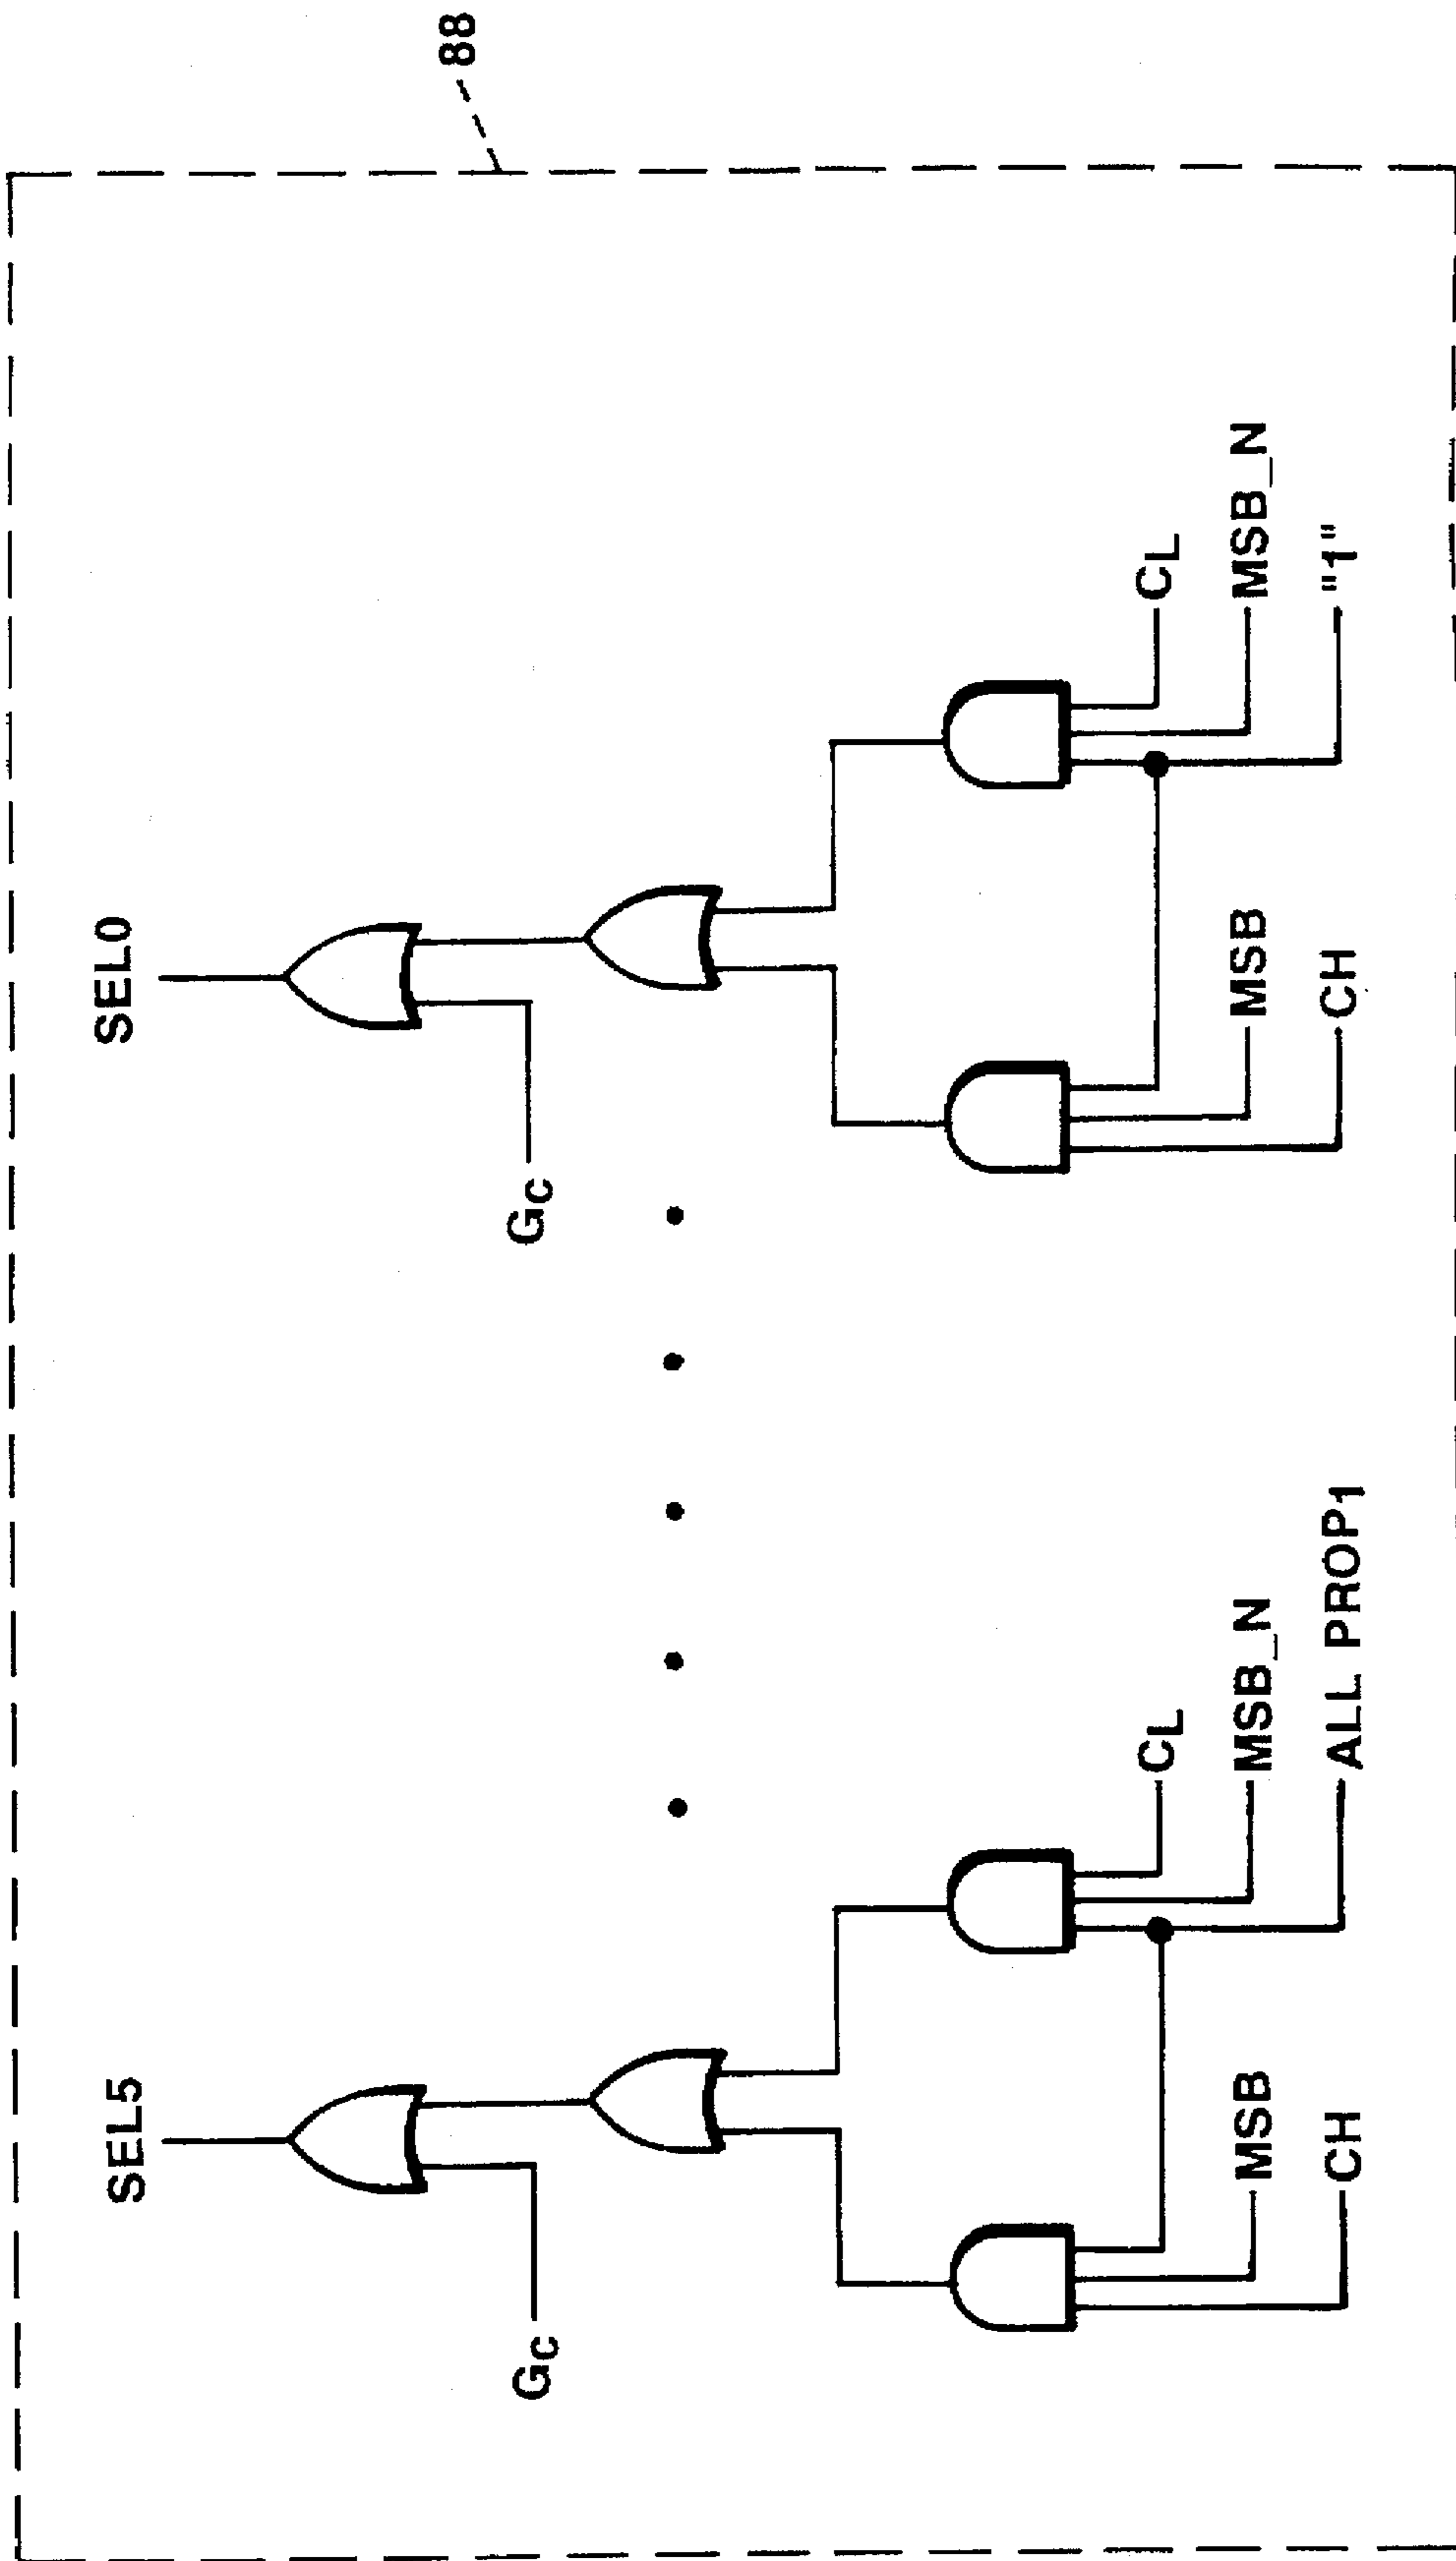 88
SEL5
SEL0
GC
GC
CL
CL
MSB
MSB_N
MSB
MSB_N
CH
ALL PROP1
CH
"1"